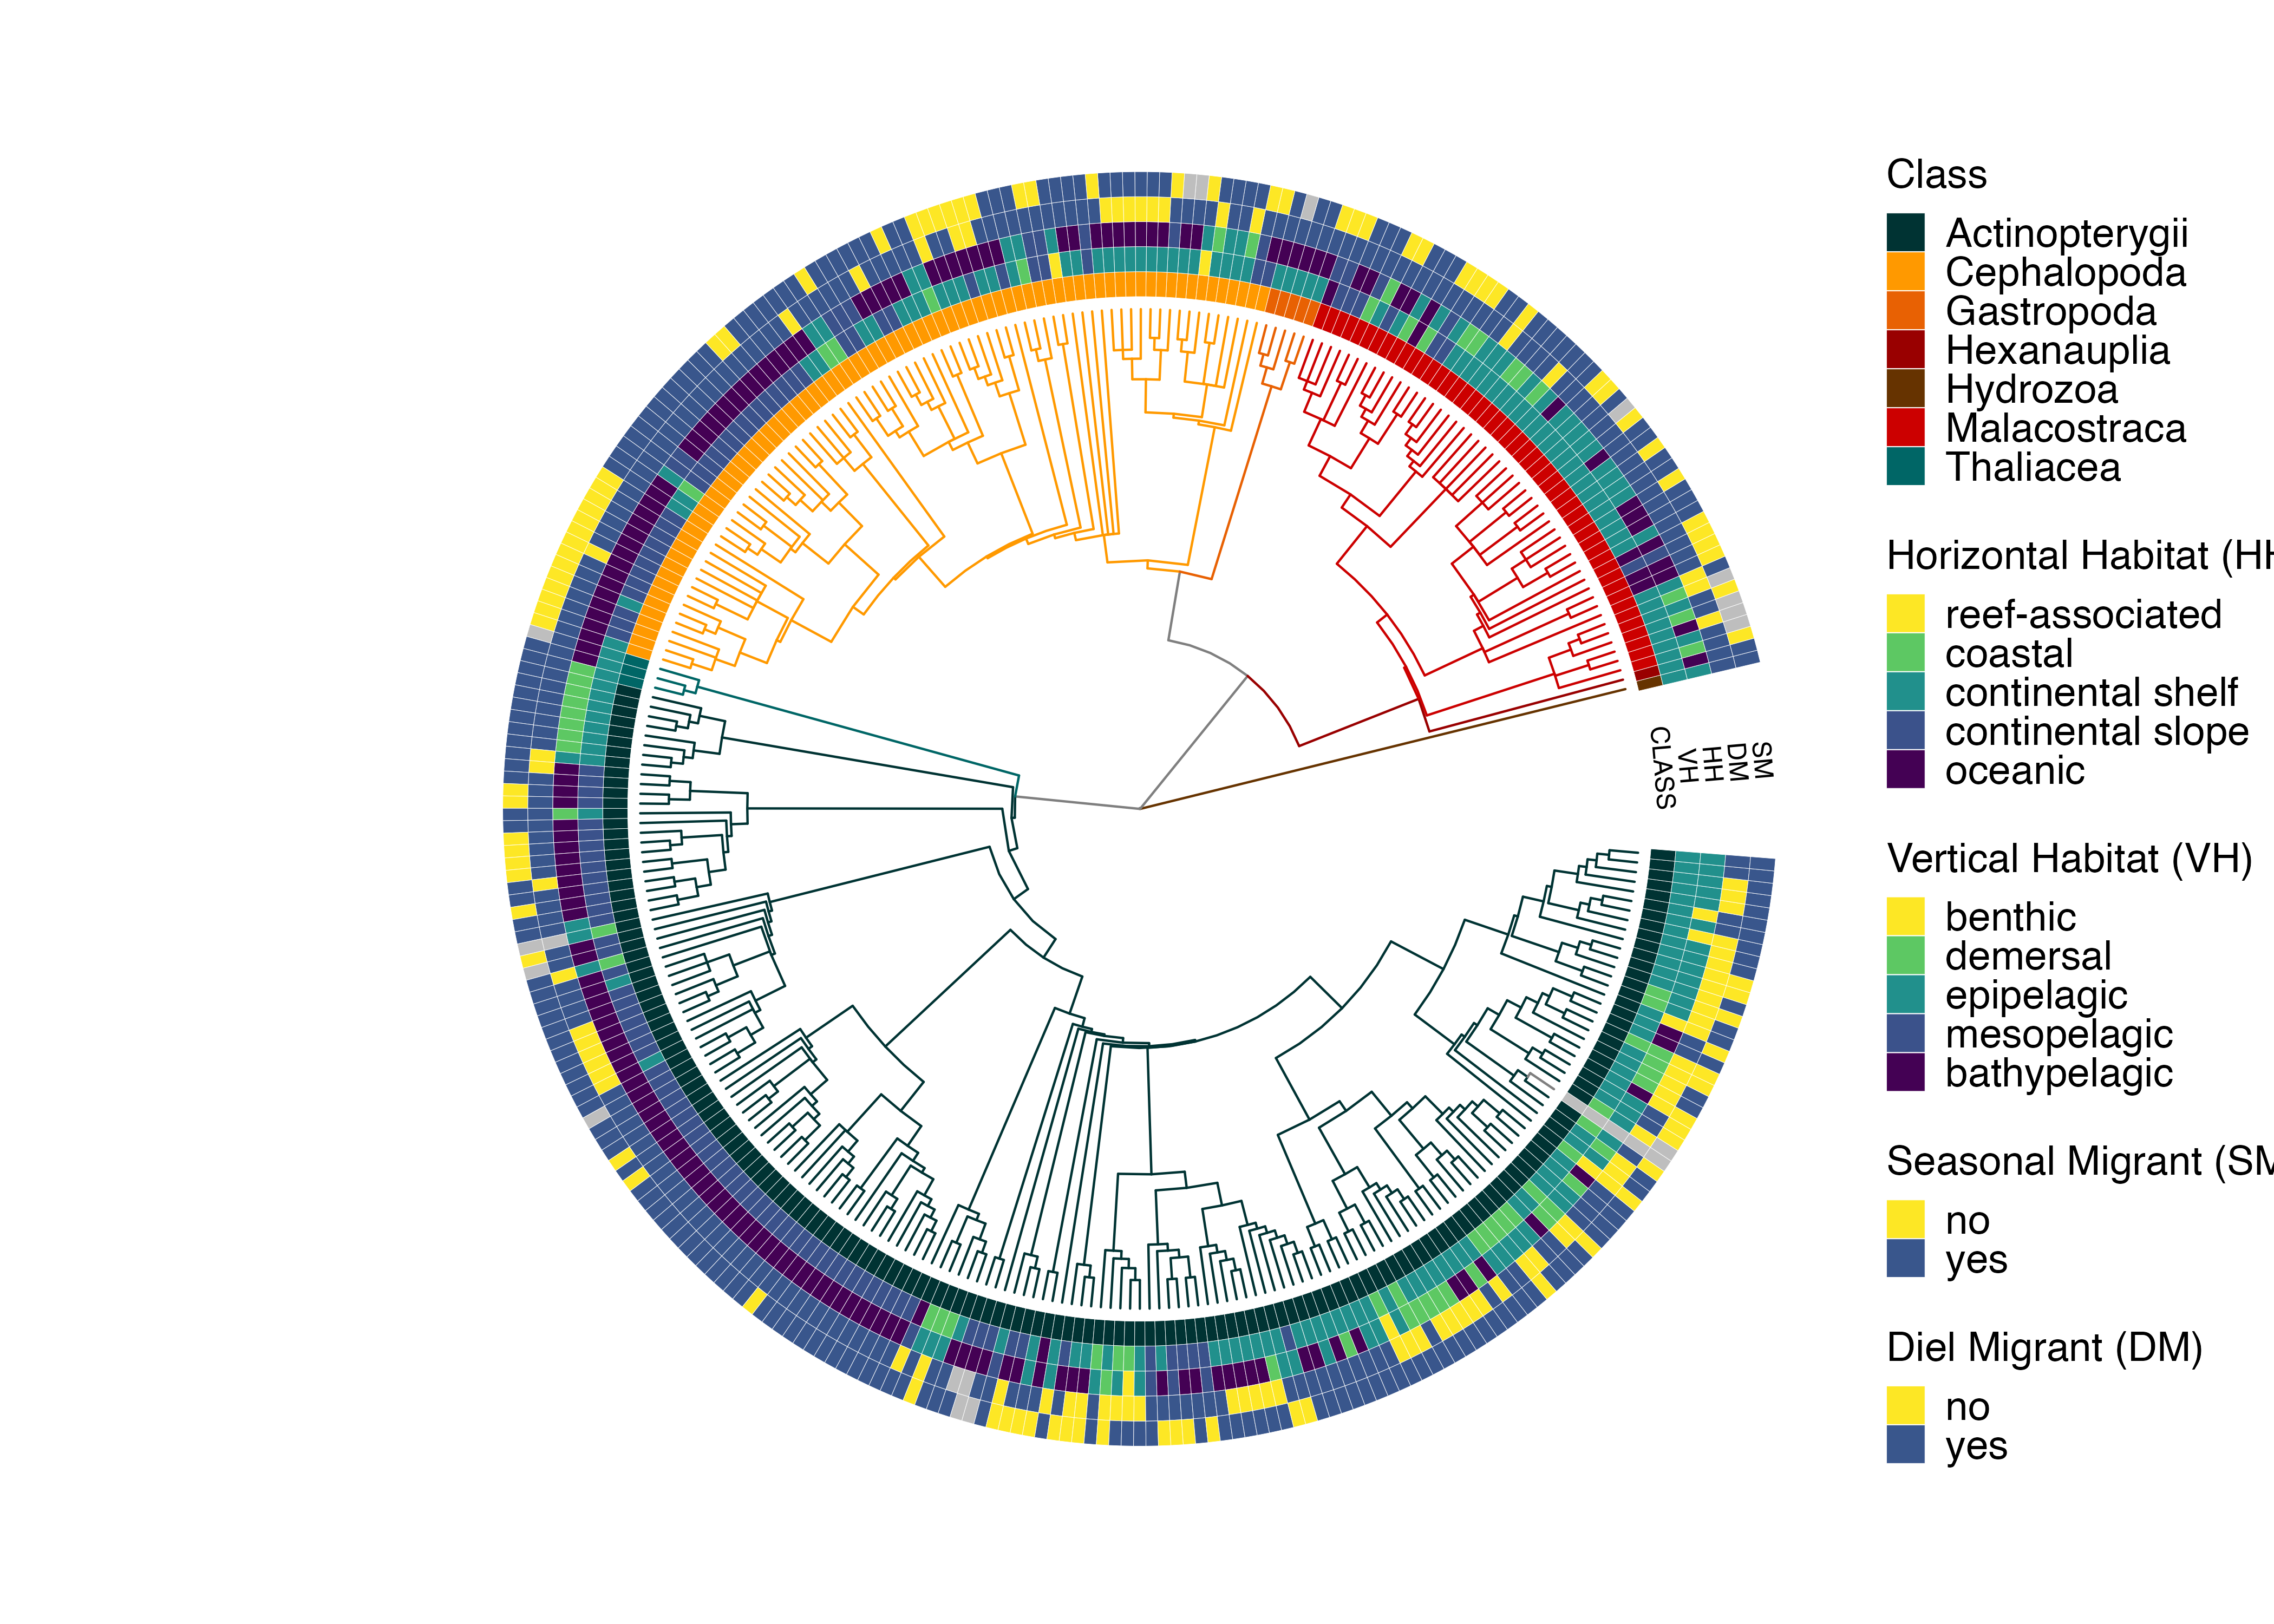 Class
Actinopterygii
Cephalopoda
Gastropoda
Hexanauplia
Hydrozoa
Malacostraca
Thaliacea
Horizontal Habitat (HH
reef-associated
coastal
continental shelf
continental slope
oceanic
Vertical Habitat (VH)
benthic
demersal
epipelagic
mesopelagic
bathypelagic
Seasonal Migrant (SM
no
yes
Diel Migrant (DM)
no
yes
CLASS
VH
HH
DM
SM